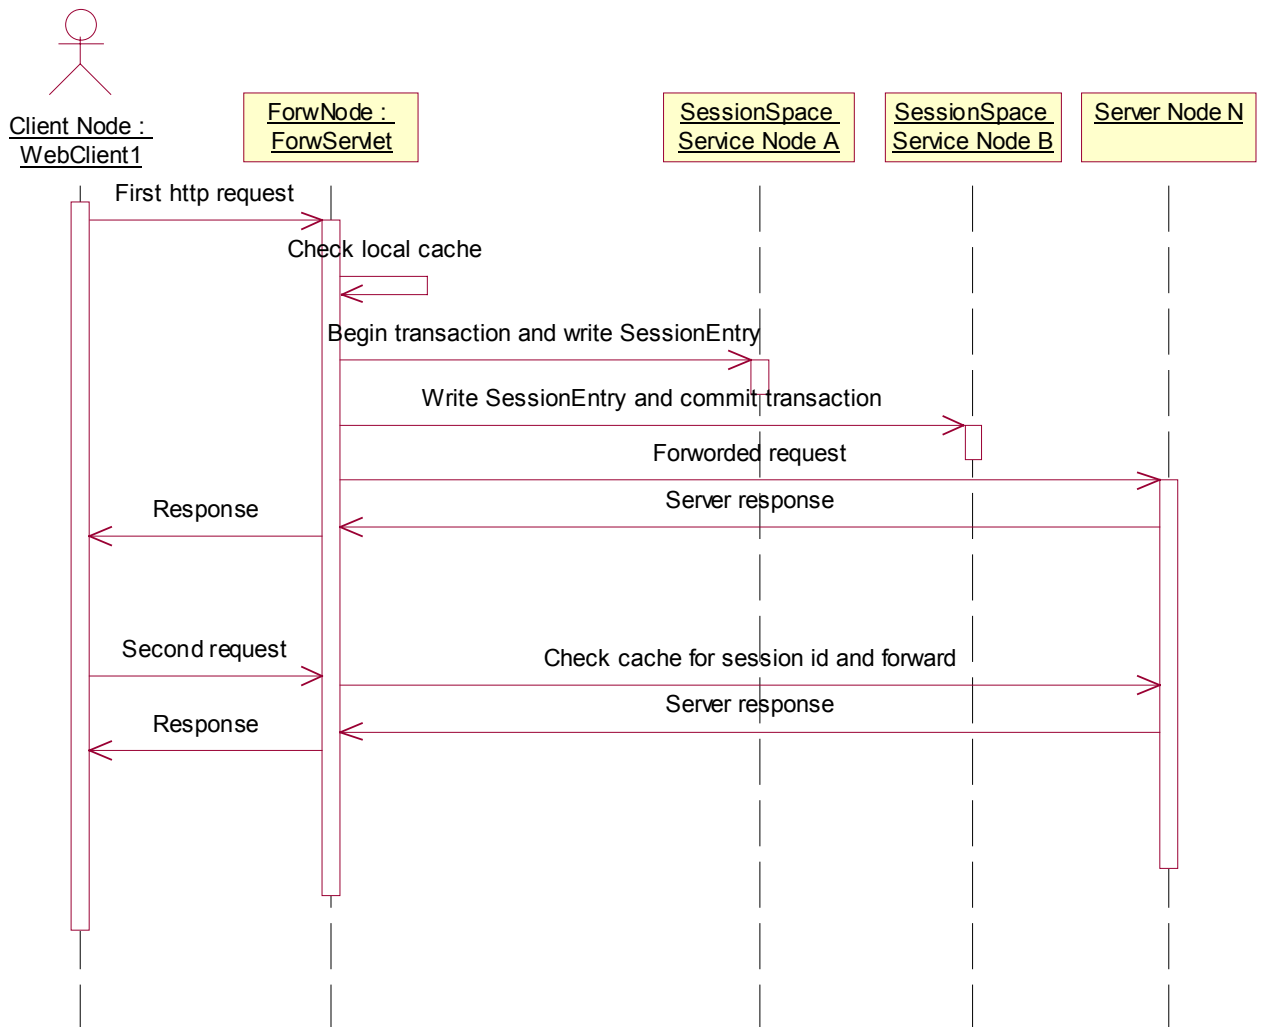 Client Node :
WebClient1
ForwNode :
ForwServlet
SessionSpace
Service Node A
SessionSpace
Service Node B
Server Node N
First http request
Check local cache
Begin transaction and write SessionEntry
Write SessionEntry and commit transaction
Forworded request
Server response
Response
Second request
Check cache for session id and forward
Server response
Response